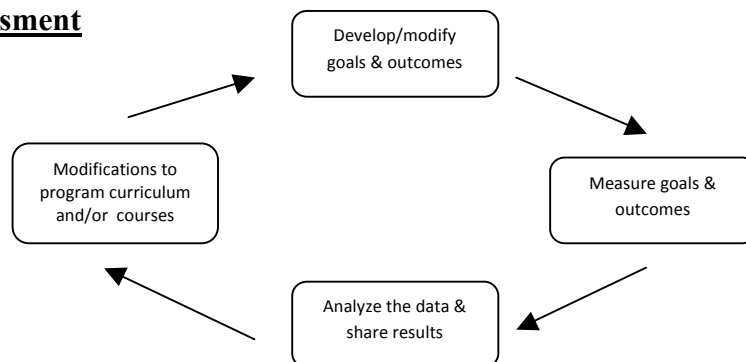 sment
Develop/modify
goals & outcomes
Modifications to
program curriculum
and/or courses
Measure goals &
outcomes
Analyze the data &
share results